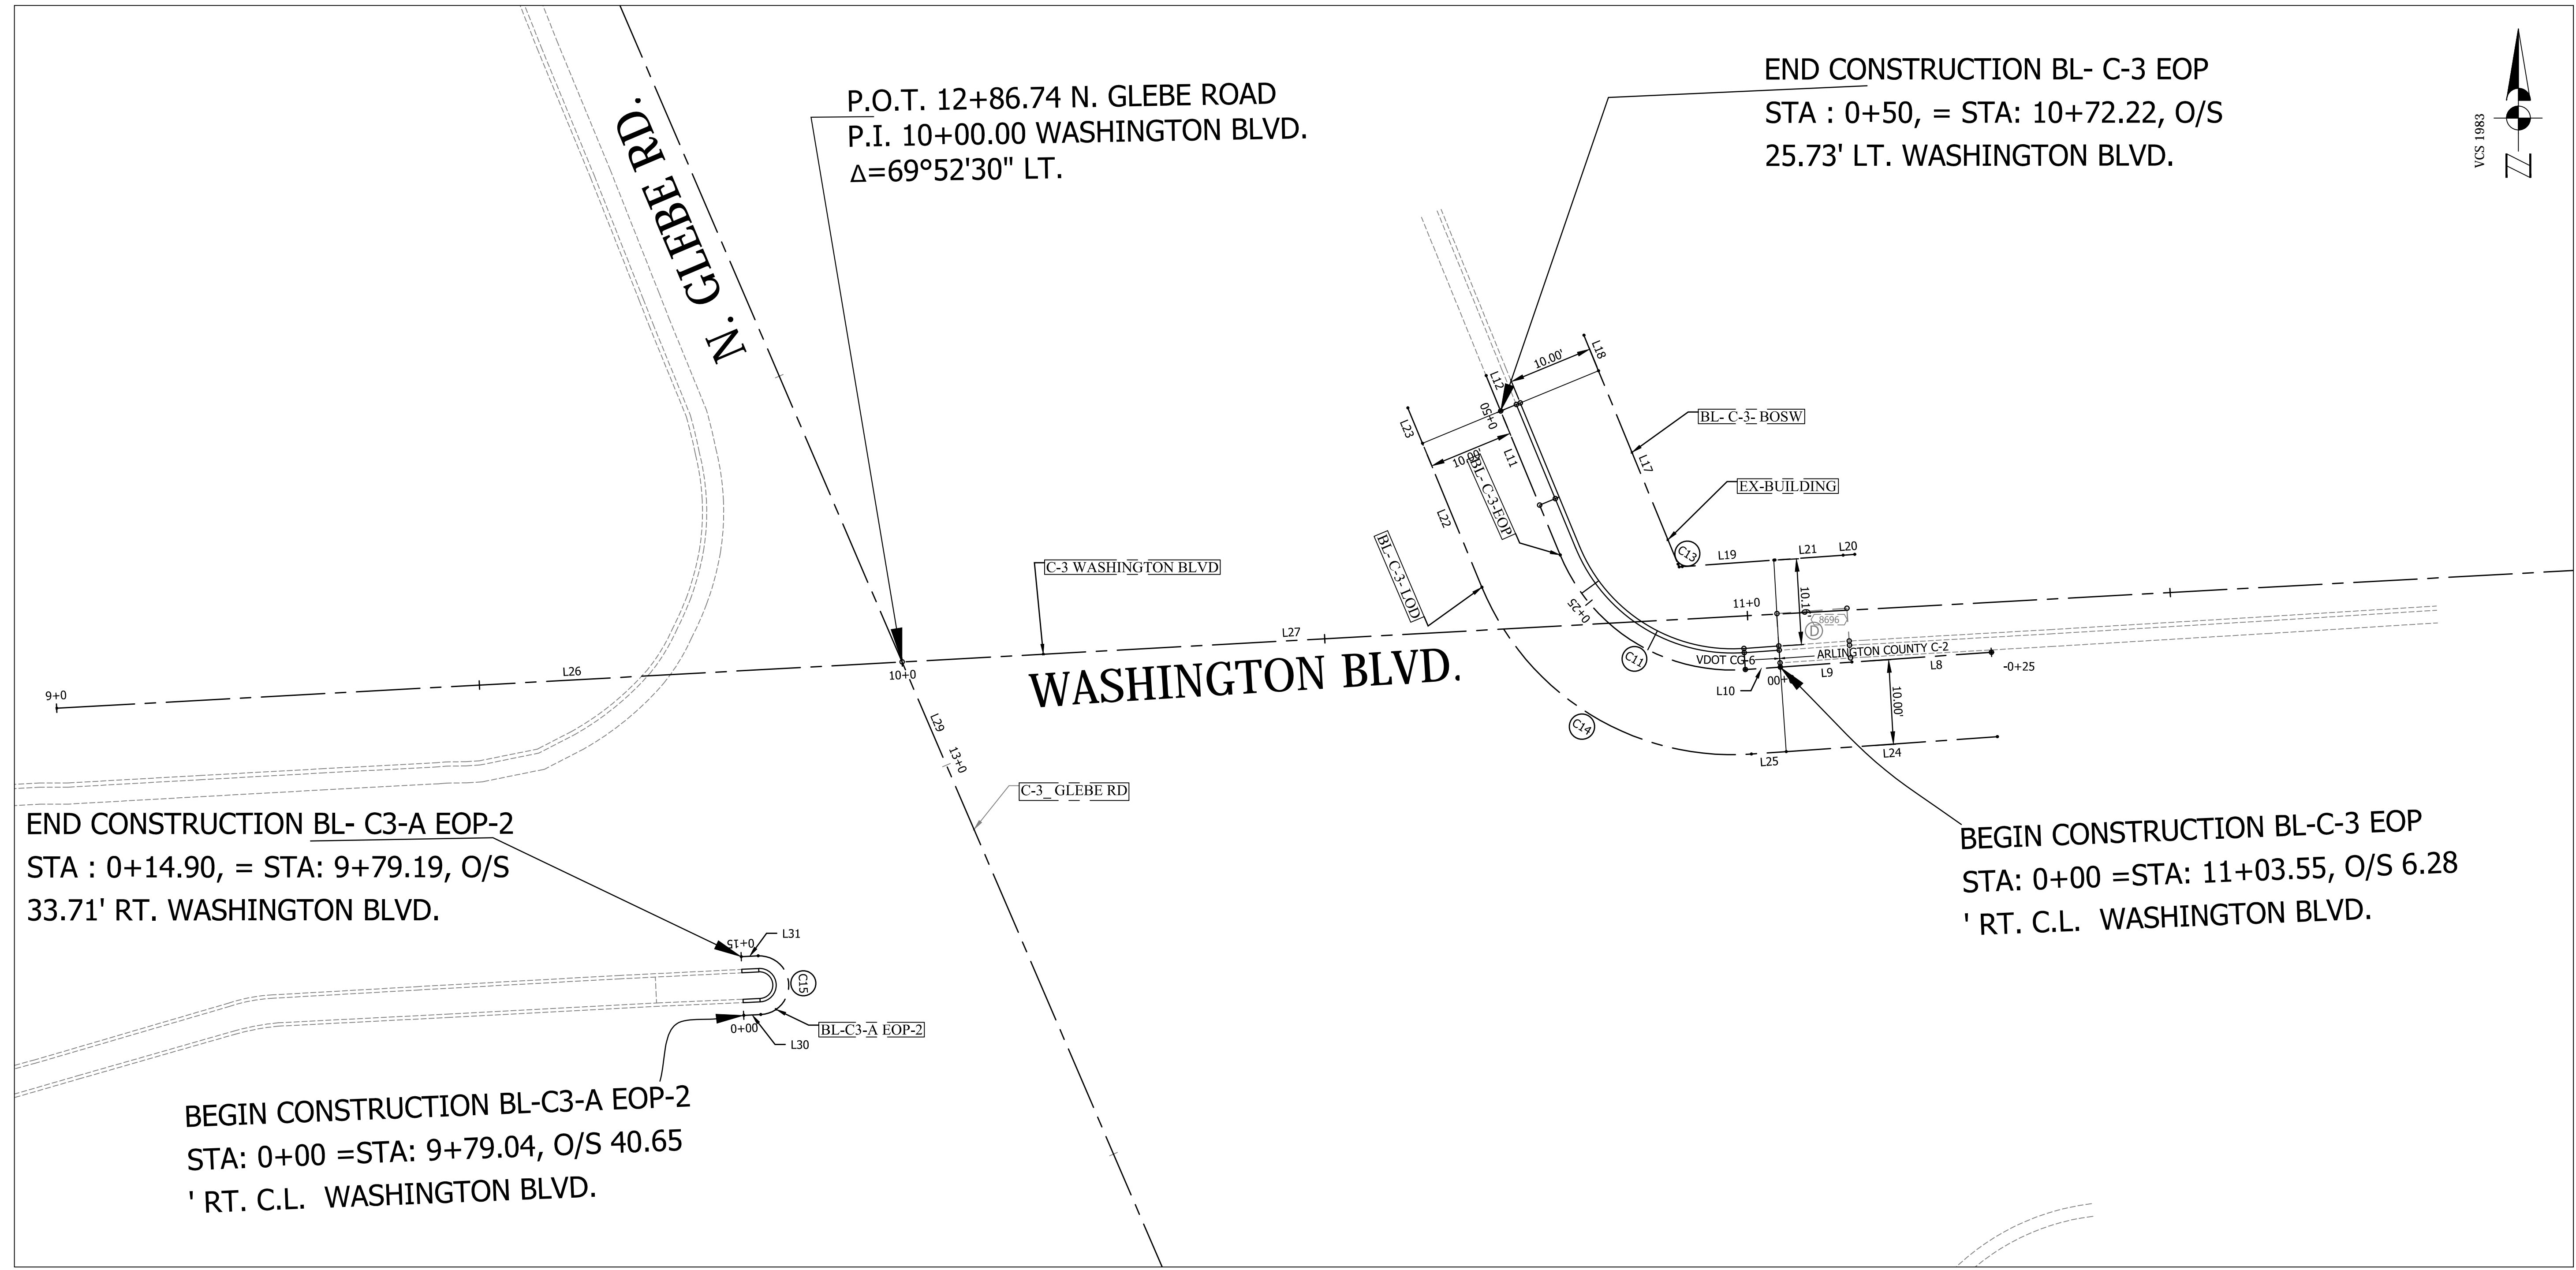 N. GLEBE RD.
P.O.T. 12+86.74 N. GLEBE ROAD
P.I. 10+00.00 WASHINGTON BLVD.
Δ=69°52'30" LT.
END CONSTRUCTION BL- C-3 EOP
STA : 0+50, = STA: 10+72.22, O/S
25.73' LT. WASHINGTON BLVD.
VCS 1983
N
L18
10.00'
L12
0+50
BL- C-3- BOSW
L23
L11
10.00'
L17
BL- C-3-EOP
EX-BUILDING
L22
C13
L19
L21
L20
BL- C-3- LOD
C-3 WASHINGTON BLVD
0+25
11+0
10.16'
8696
D
L27
C11
VDOT CG-6
ARLINGTON COUNTY C-2
L8
-0+25
L9
L10
00+0
10.00'
WASHINGTON BLVD.
L26
9+0
10+0
L29
13+0
C14
L25
L24
C-3_ GLEBE RD
END CONSTRUCTION BL- C3-A EOP-2
STA : 0+14.90, = STA: 9+79.19, O/S
33.71' RT. WASHINGTON BLVD.
BEGIN CONSTRUCTION BL-C-3 EOP
STA: 0+00 =STA: 11+03.55, O/S 6.28
' RT. C.L. WASHINGTON BLVD.
0+15
L31
C15
0+00
BL-C3-A EOP-2
L30
BEGIN CONSTRUCTION BL-C3-A EOP-2
STA: 0+00 =STA: 9+79.04, O/S 40.65
' RT. C.L. WASHINGTON BLVD.